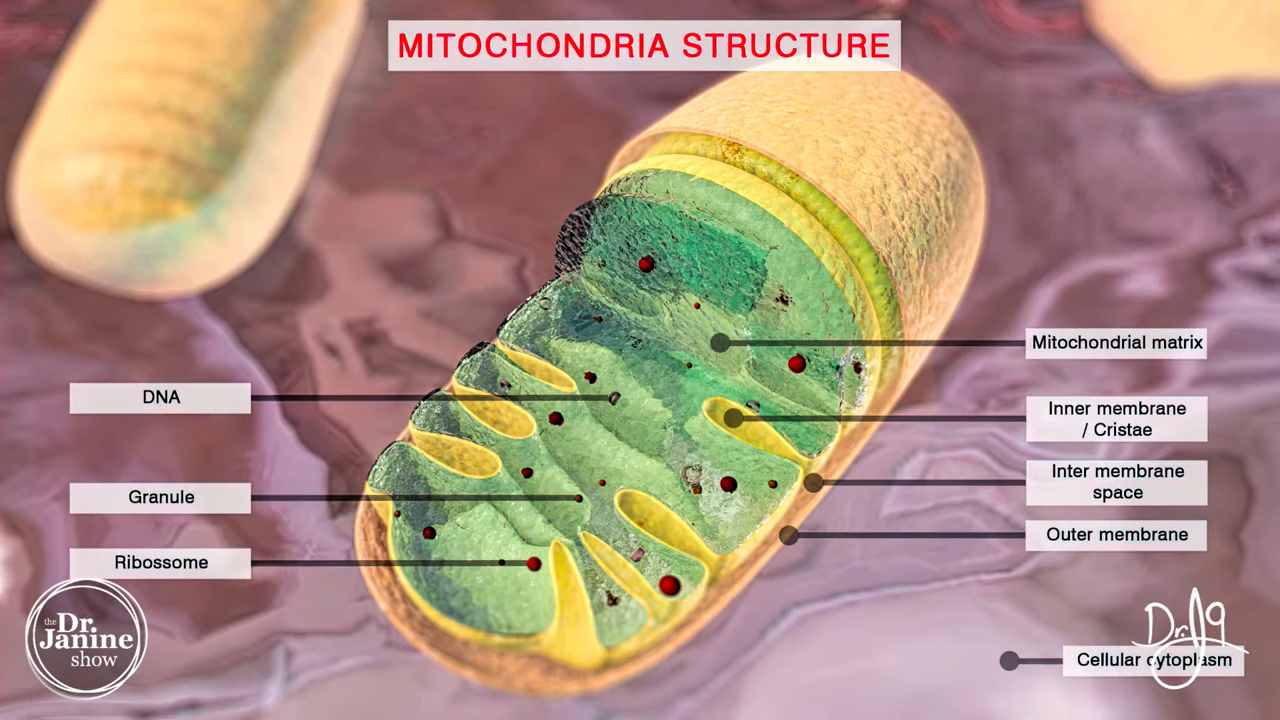 MITOCHONDRIA STRUCTURE
DNA
Granule
Ribossome
Mitochondrial matrix
Inner membrane
/ Cristae
Inter membrane
space
Outer membrane
Cellular cytoplasm
the Dr.
Janine
show